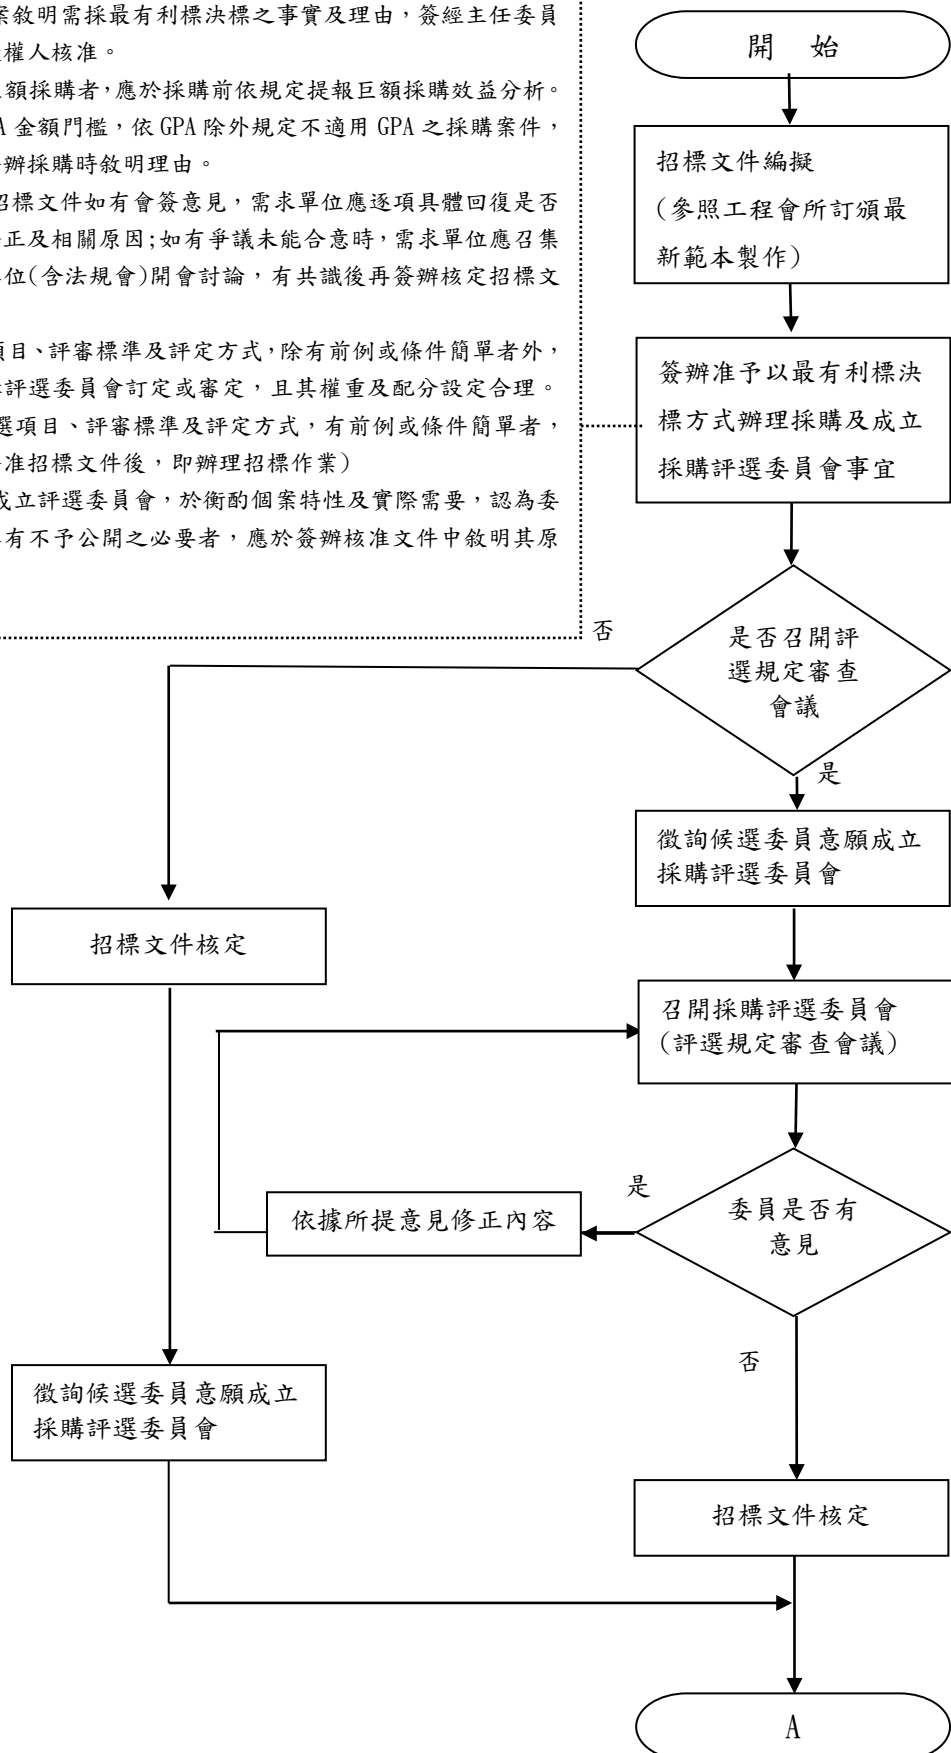 案敘明需採最有利標決標之事實及理由，簽經主任委員
權人核准。
額採購者，應於採購前依規定提報巨額採購效益分析。
A 金額門檻，依 GPA 除外規定不適用 GPA 之採購案件，
辦採購時敘明理由。
招標文件如有會簽意見，需求單位應逐項具體回復是否
正及相關原因;如有爭議未能合意時，需求單位應召集
位(含法規會)開會討論，有共識後再簽辦核定招標文
項目、評審標準及評定方式，除有前例或條件簡單者外，
評選委員會訂定或審定，且其權重及配分設定合理。
選項目、評審標準及評定方式，有前例或條件簡單者，
准招標文件後，即辦理招標作業)
成立評選委員會，於衡酌個案特性及實際需要，認為委
有不予公開之必要者，應於簽辦核准文件中敘明其原
開 始
招標文件編擬
(參照工程會所訂頒最
新範本製作)
簽辦准予以最有利標決
標方式辦理採購及成立
採購評選委員會事宜
是否召開評
選規定審查
會議
否
是
徵詢候選委員意願成立
採購評選委員會
招標文件核定
召開採購評選委員會
(評選規定審查會議)
委員是否有
意見
是
依據所提意見修正內容
否
徵詢候選委員意願成立
採購評選委員會
招標文件核定
A